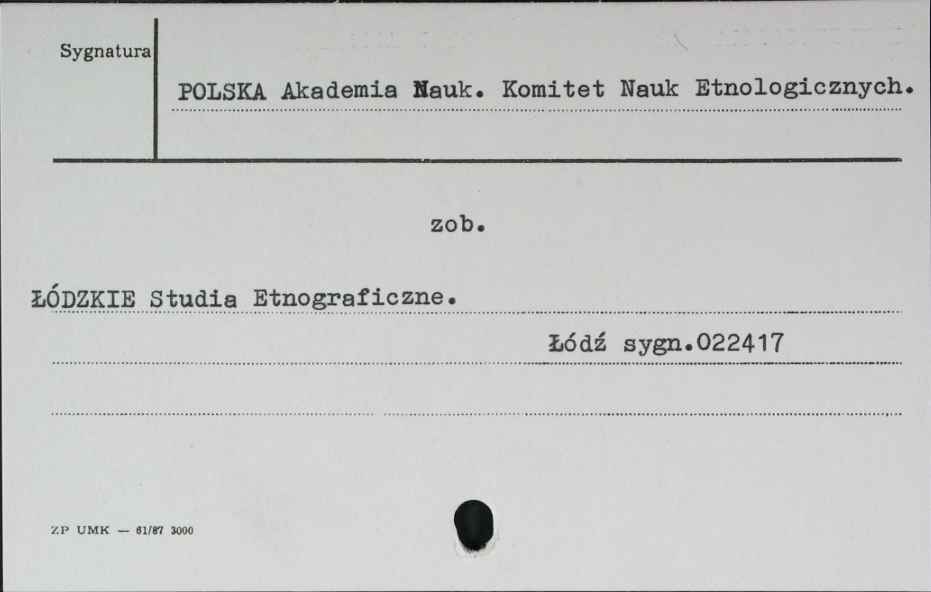 Sygnatura
POLSKA Akademia Nauk. Komitet Nauk Etnologicznych.
zob.
ŁÓDZKIE Studia Etnograficzne.
Łódź sygn.022417
ZP UMK — 61/87 3000